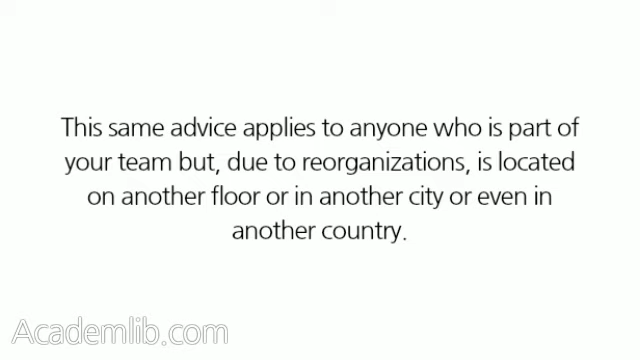 This same advice applies to anyone who is part of
your team but, due to reorganizations, is located
on another floor or in another city or even in
another country.
Academlib.com